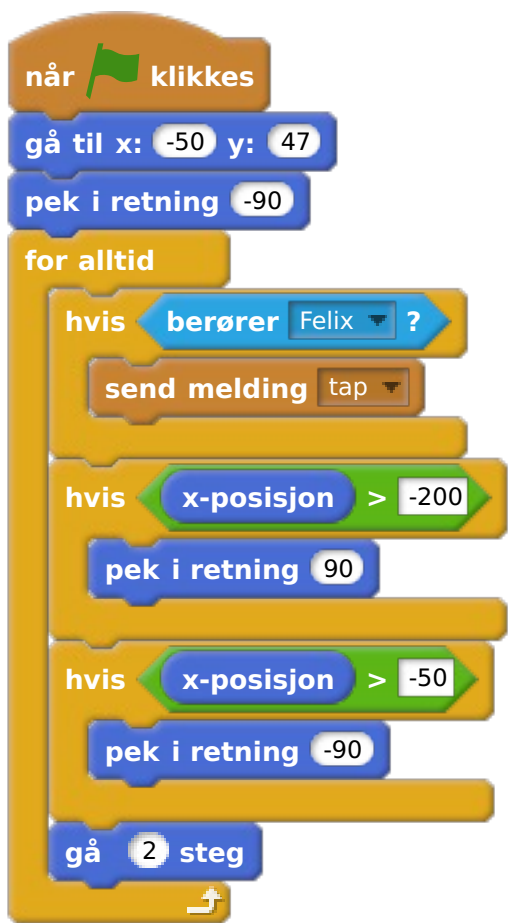 når klikkes
gå til x: -50 y: 47
pek i retning -90
for alltid
hvis berører Felix ?
send melding tap
hvis x-posisjon > -200
pek i retning 90
hvis x-posisjon > -50
pek i retning -90
gå 2 steg